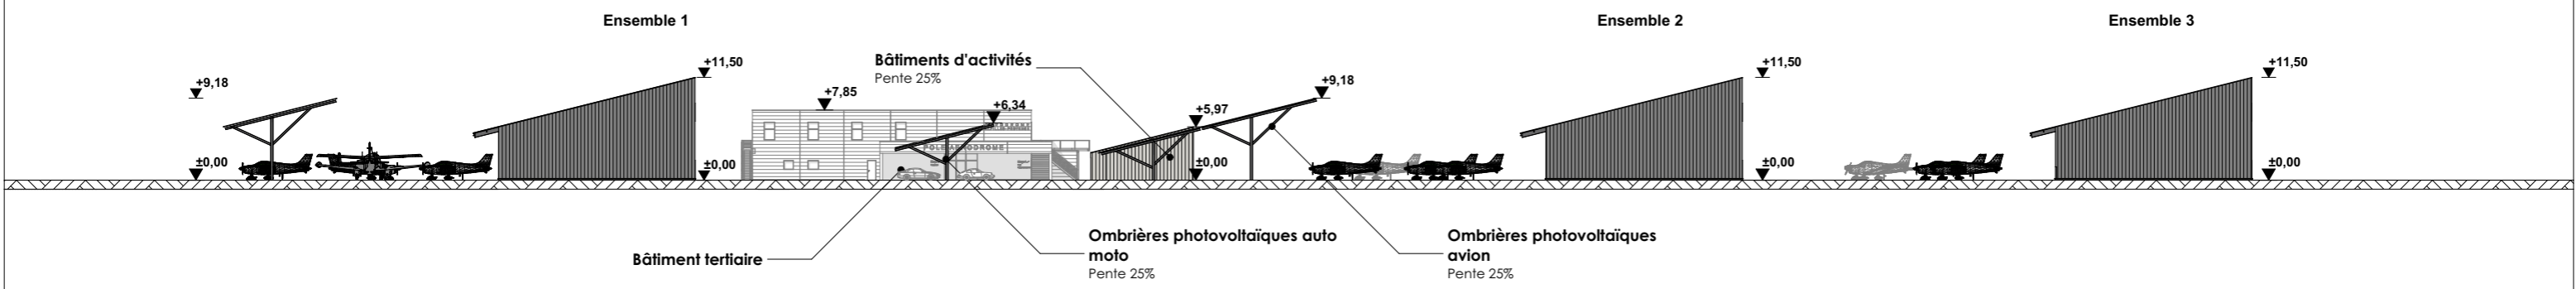 Ensemble 1
Ensemble 2
Ensemble 3
Bâtiments d'activités
Pente 25%
+9,18
+11,50
+7,85
+6,34
+5,97
+9,18
+11,50
+11,50
POLE AERODROME
±0,00
±0,00
±0,00
±0,00
±0,00
Bâtiment tertiaire
Ombrières photovoltaïques auto
moto
Pente 25%
Ombrières photovoltaïques
avion
Pente 25%